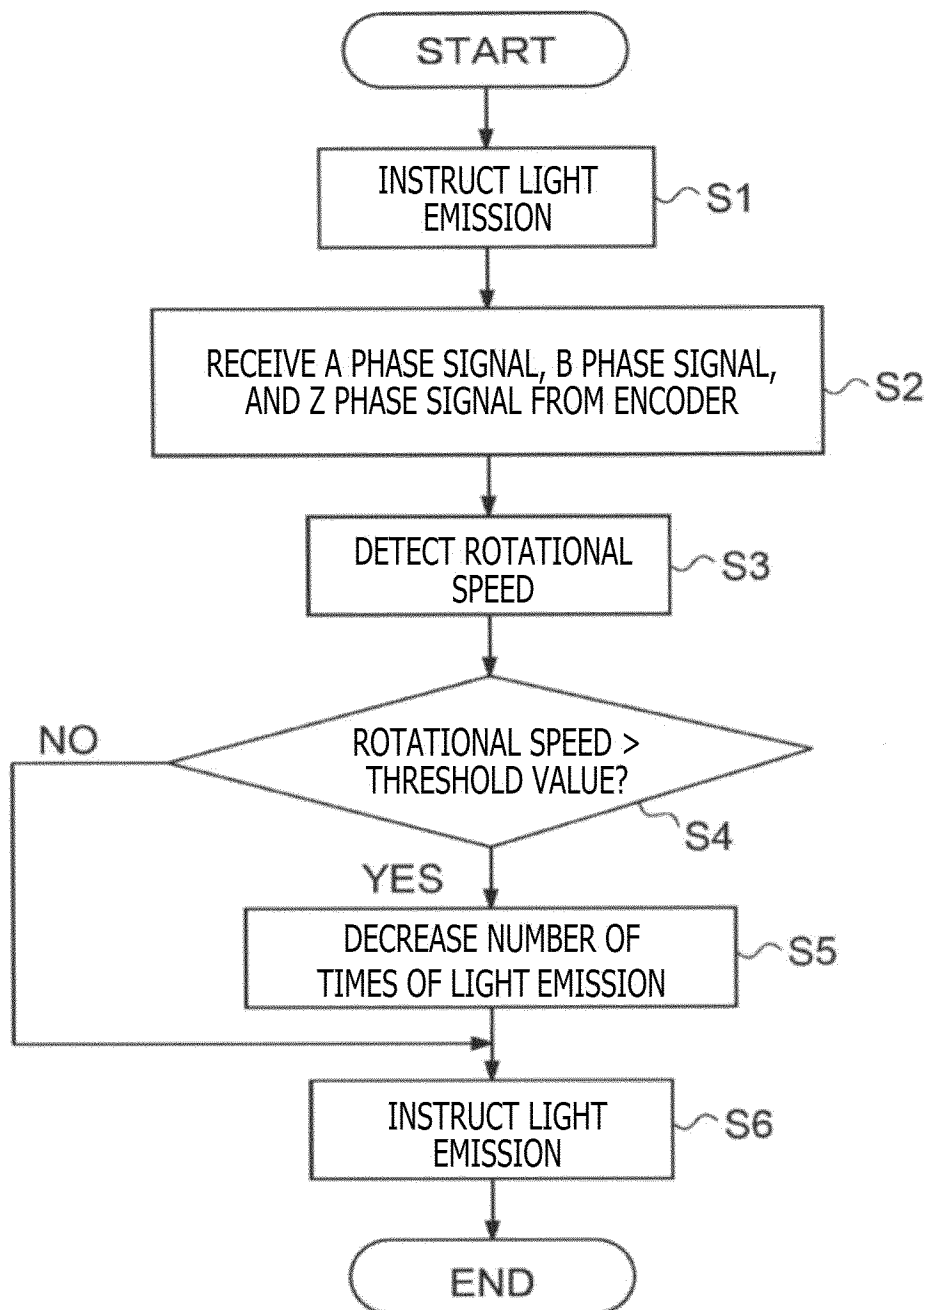 START
INSTRUCT LIGHT
EMISSION
S1
RECEIVE A PHASE SIGNAL, B PHASE SIGNAL,
AND Z PHASE SIGNAL FROM ENCODER
S2
DETECT ROTATIONAL
SPEED
S3
NO
ROTATIONAL SPEED >
THRESHOLD VALUE?
S4
YES
DECREASE NUMBER OF
TIMES OF LIGHT EMISSION
S5
INSTRUCT LIGHT
EMISSION
S6
END